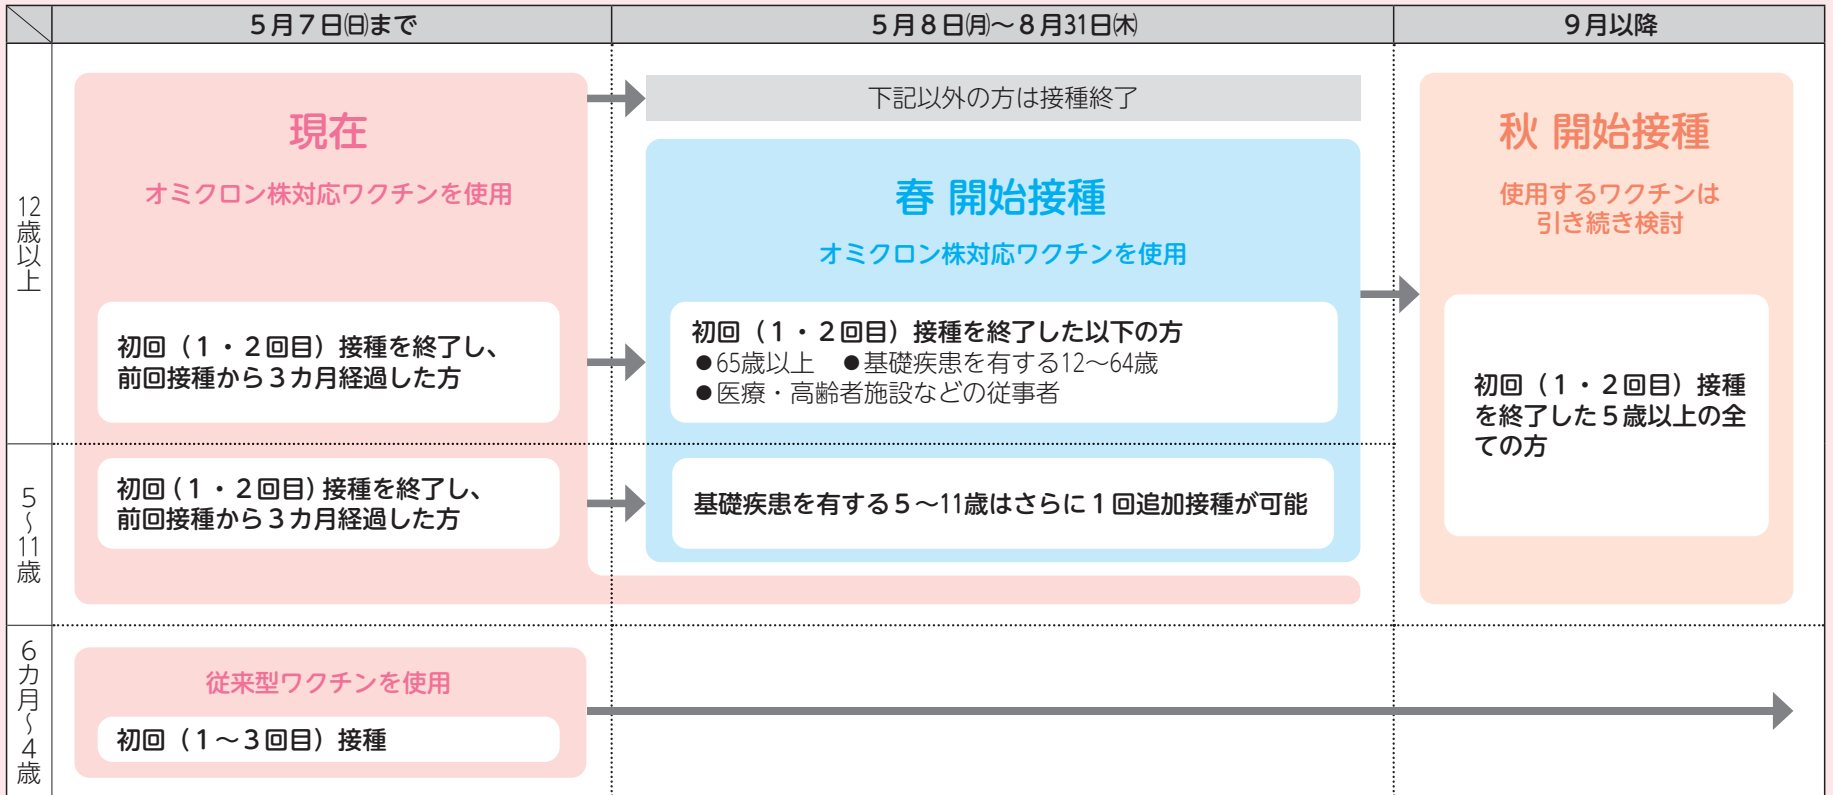 5月7日㈰まで
5月8日㈪～8月31日㈭
9月以降
12歳以上
現在
オミクロン株対応ワクチンを使用
初回（1・2回目）接種を終了し、
前回接種から3カ月経過した方
下記以外の方は接種終了
春 開始接種
オミクロン株対応ワクチンを使用
初回（1・2回目）接種を終了した以下の方
●65歳以上　●基礎疾患を有する12～64歳
●医療・高齢者施設などの従事者
秋 開始接種
使用するワクチンは
引き続き検討
初回（1・2回目）接種
を終了した5歳以上の全
ての方
5～11歳
初回（1・2回目）接種を終了し、
前回接種から3カ月経過した方
基礎疾患を有する5～11歳はさらに1回追加接種が可能
6カ月～4歳
従来型ワクチンを使用
初回（1～3回目）接種